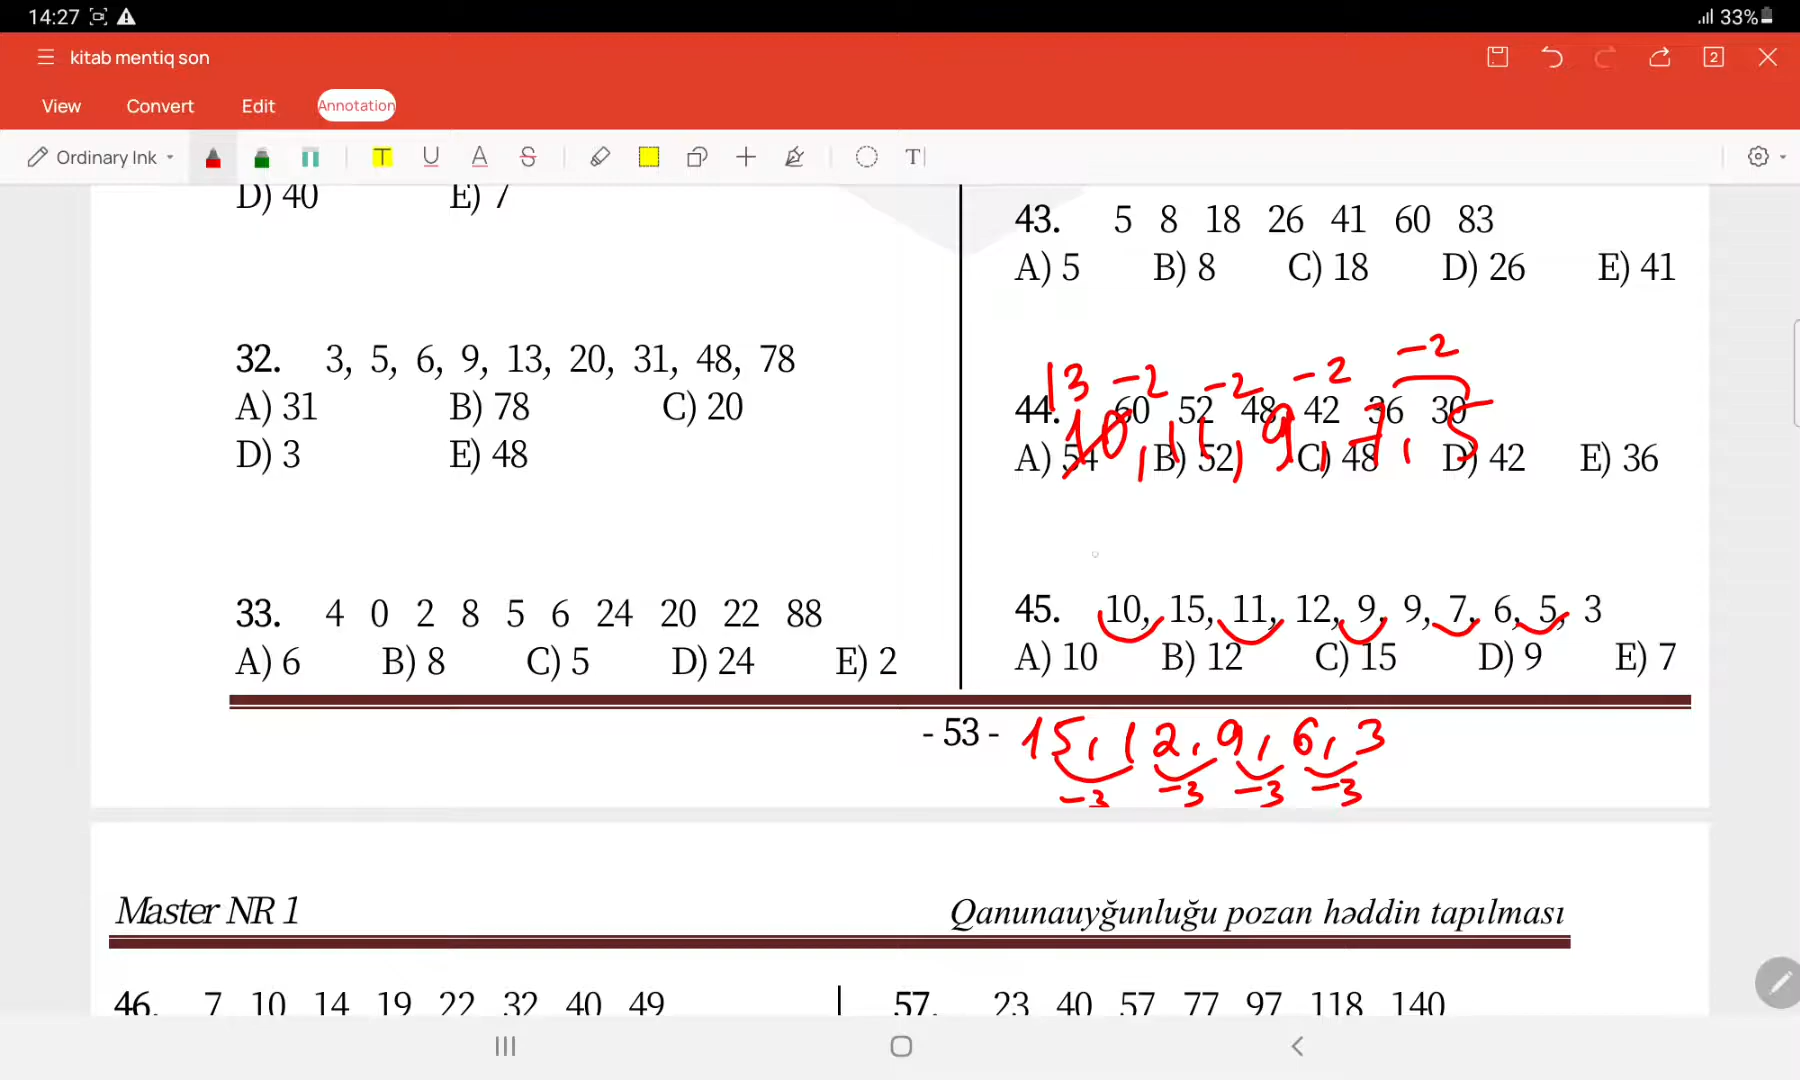 14:27
33%
kitab mentiq son
2
View Convert Edit Annotation
Ordinary Ink T U A S T
D) 40 E) 7
32. 3, 5, 6, 9, 13, 20, 31, 48, 78
A) 31 B) 78 C) 20
D) 3 E) 48
33. 4 0 2 8 5 6 24 20 22 88
A) 6 B) 8 C) 5 D) 24 E) 2
43. 5 8 18 26 41 60 83
A) 5 B) 8 C) 18 D) 26 E) 41
13 -2 -2 -2 -2
44. 60 52 48 42 36 30
10, 11, 9, 7, 5
A) 54 B) 52 C) 48 D) 42 E) 36
45. 10, 15, 11, 12, 9, 9, 7, 6, 5, 3
A) 10 B) 12 C) 15 D) 9 E) 7
- 53 -
15, 12, 9, 6, 3
-3 -3 -3 -3
Master NR 1 Qanunauyğunluğu pozan həddin tapılması
46. 7 10 14 19 22 32 40 49
57. 23 40 57 77 97 118 140